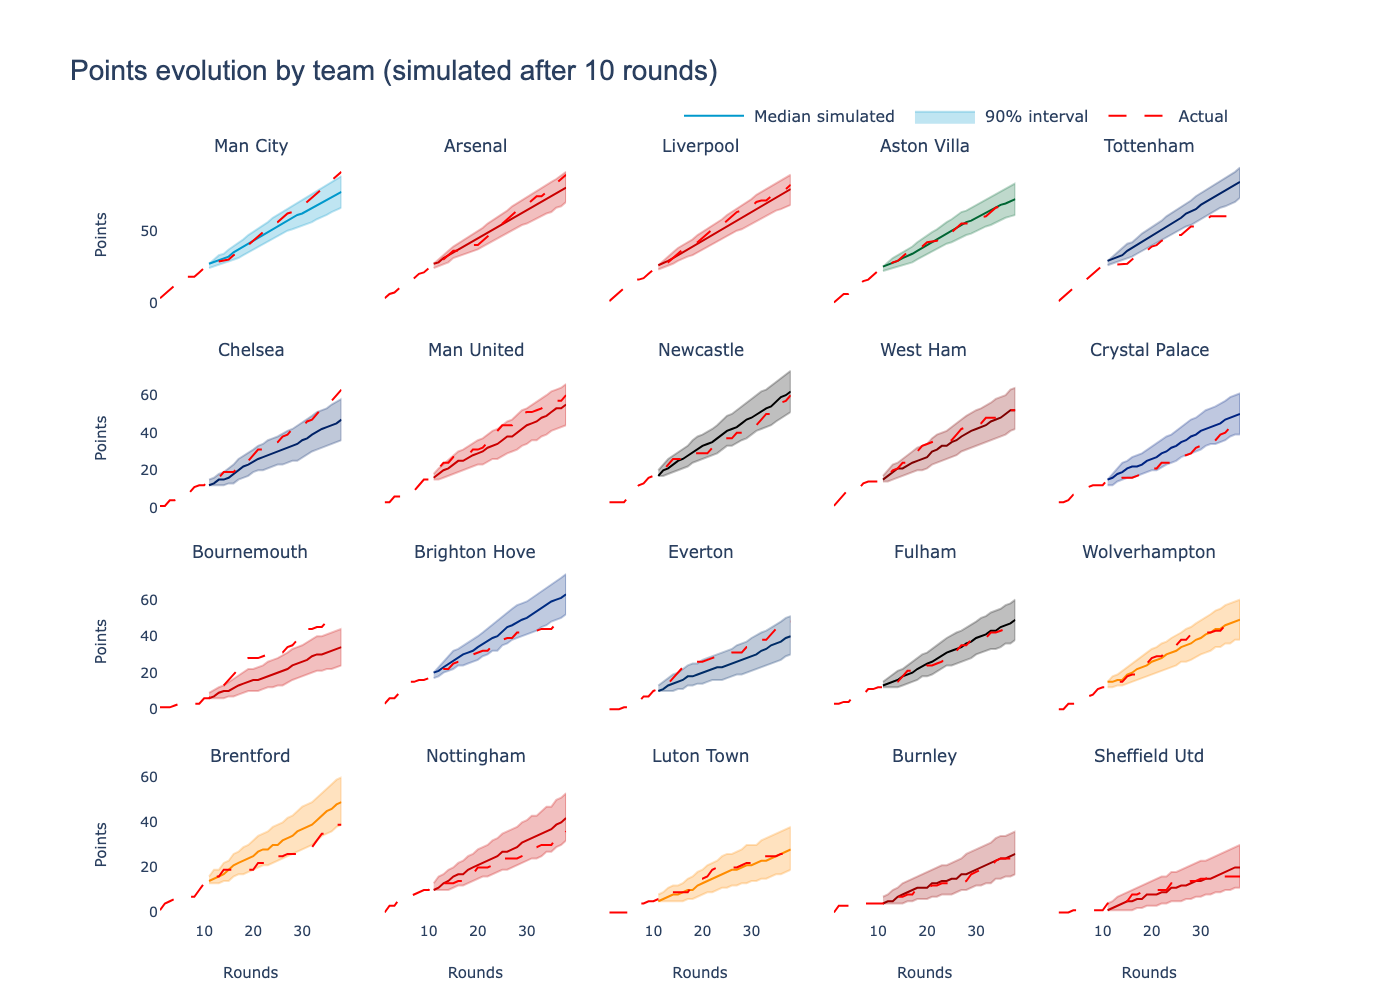 Points evolution by team (simulated after 10 rounds)
Median simulated 90% interval Actual
Man City Arsenal Liverpool Aston Villa Tottenham
Points
50
0
Chelsea Man United Newcastle West Ham Crystal Palace
Points
60
40
20
0
Bournemouth Brighton Hove Everton Fulham Wolverhampton
Points
60
40
20
0
Brentford Nottingham Luton Town Burnley Sheffield Utd
Points
60
40
20
0
10 20 30 10 20 30 10 20 30 10 20 30 10 20 30
Rounds Rounds Rounds Rounds Rounds